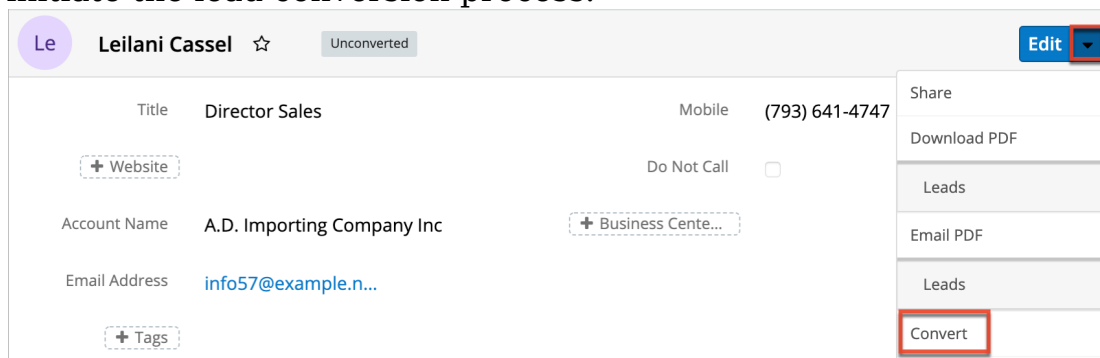 initiate the lead conversion process.
Le Leilani Cassel Unconverted Edit
Title Director Sales Mobile (793) 641-4747
Share
Download PDF
+ Website Do Not Call
Leads
Account Name A.D. Importing Company Inc + Business Cente...
Email PDF
Email Address info57@example.n...
Leads
+ Tags
Convert